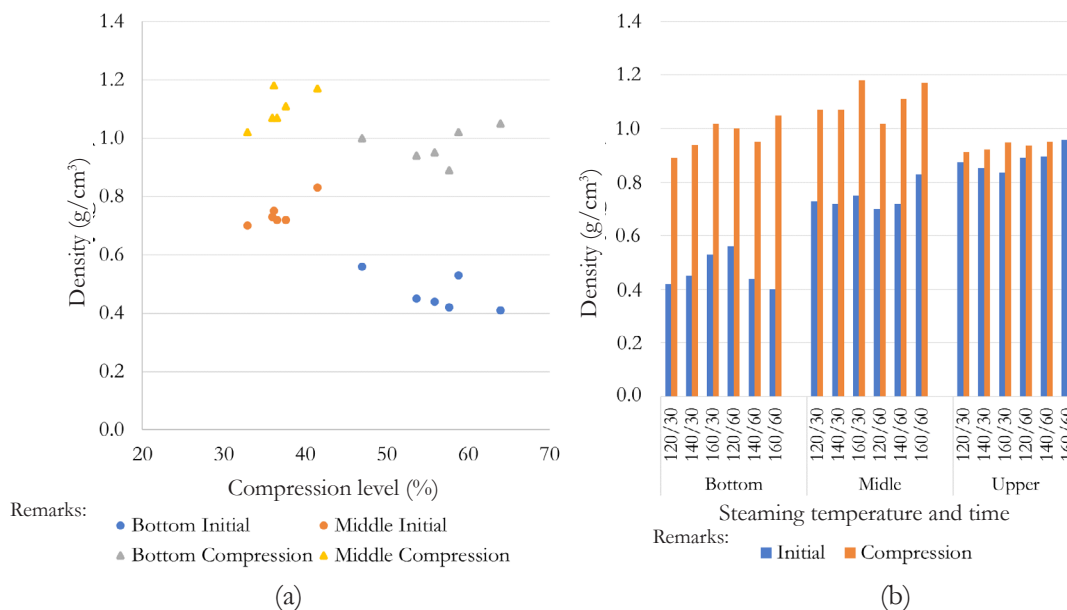 1.4
1.2
1.0
0.8
0.6
0.4
0.2
0.0
Density (g/cm³)
20 30 40 50 60 70
Compression level (%)
Remarks:
Bottom Initial Middle Initial
Bottom Compression Middle Compression
(a)
1.4
1.2
1.0
0.8
0.6
0.4
0.2
0.0
Density (g/cm³)
120/30 140/30 160/30 120/60 140/60 160/60 120/30 140/30 160/30 120/60 140/60 160/60 120/30 140/30 160/30 120/60 140/60 160/60
Bottom Midle Upper
Steaming temperature and time
Remarks:
Initial Compression
(b)